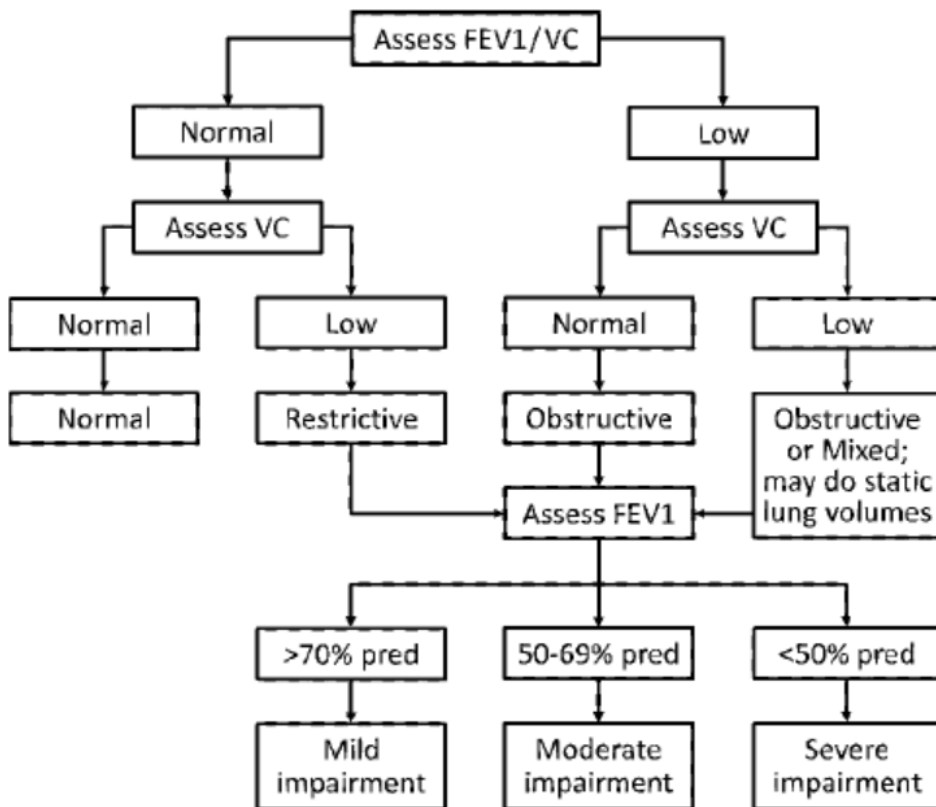 Assess FEV1/VC
Normal
Low
Assess VC
Assess VC
Normal
Low
Normal
Low
Normal
Restrictive
Obstructive
Obstructive
or Mixed;
may do static
lung volumes
Assess FEV1
>70% pred
50-69% pred
<50% pred
Mild
impairment
Moderate
impairment
Severe
impairment